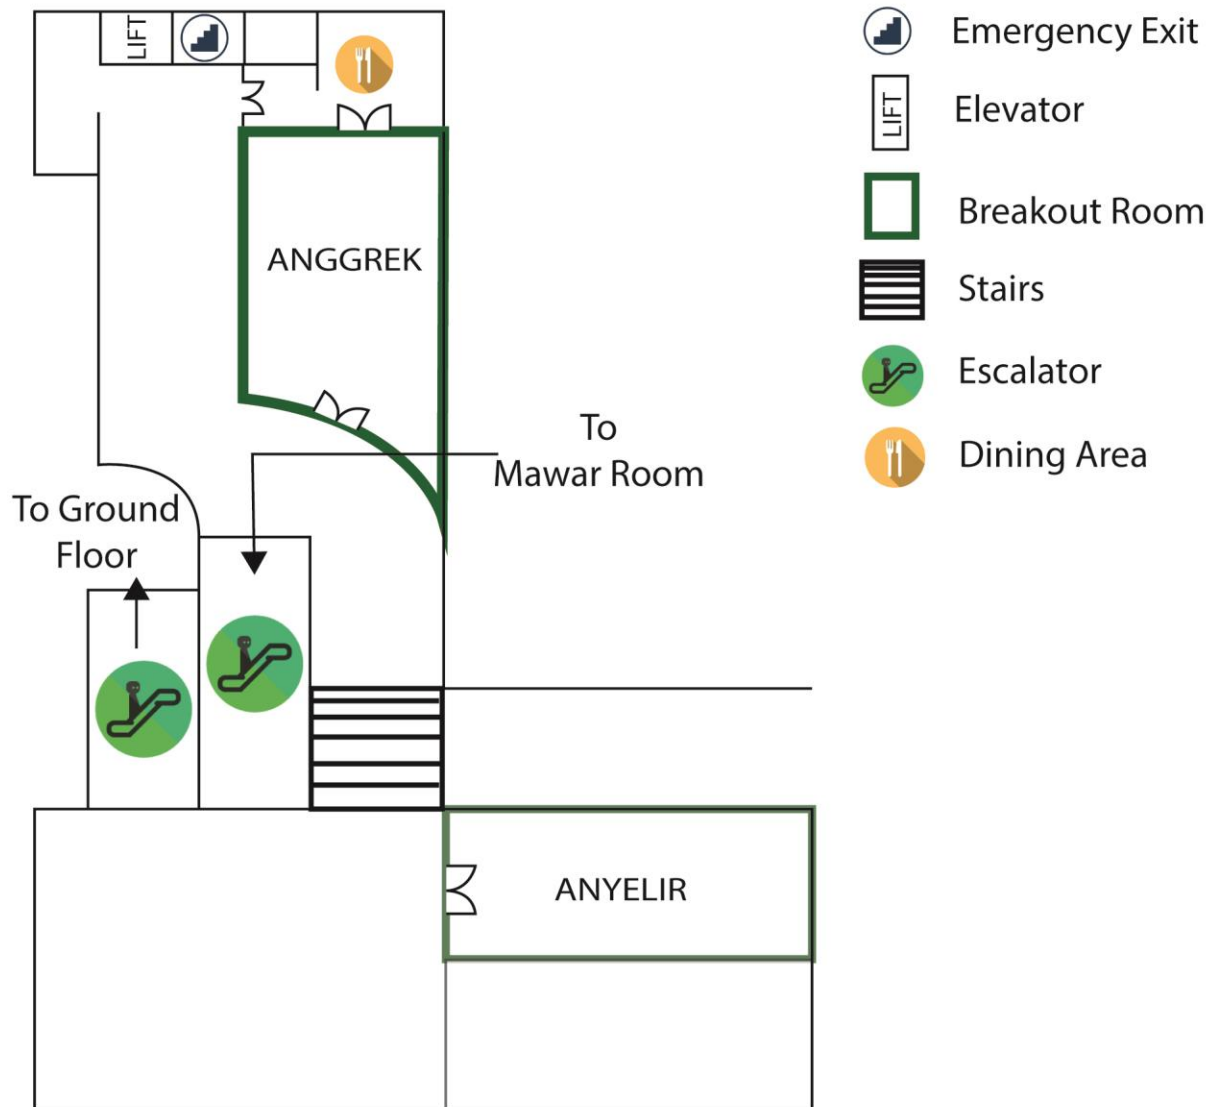 LIFT
ANGGREK
To
Mawar Room
To Ground
Floor
ANYELIR
Emergency Exit
LIFT
Elevator
Breakout Room
Stairs
Escalator
Dining Area